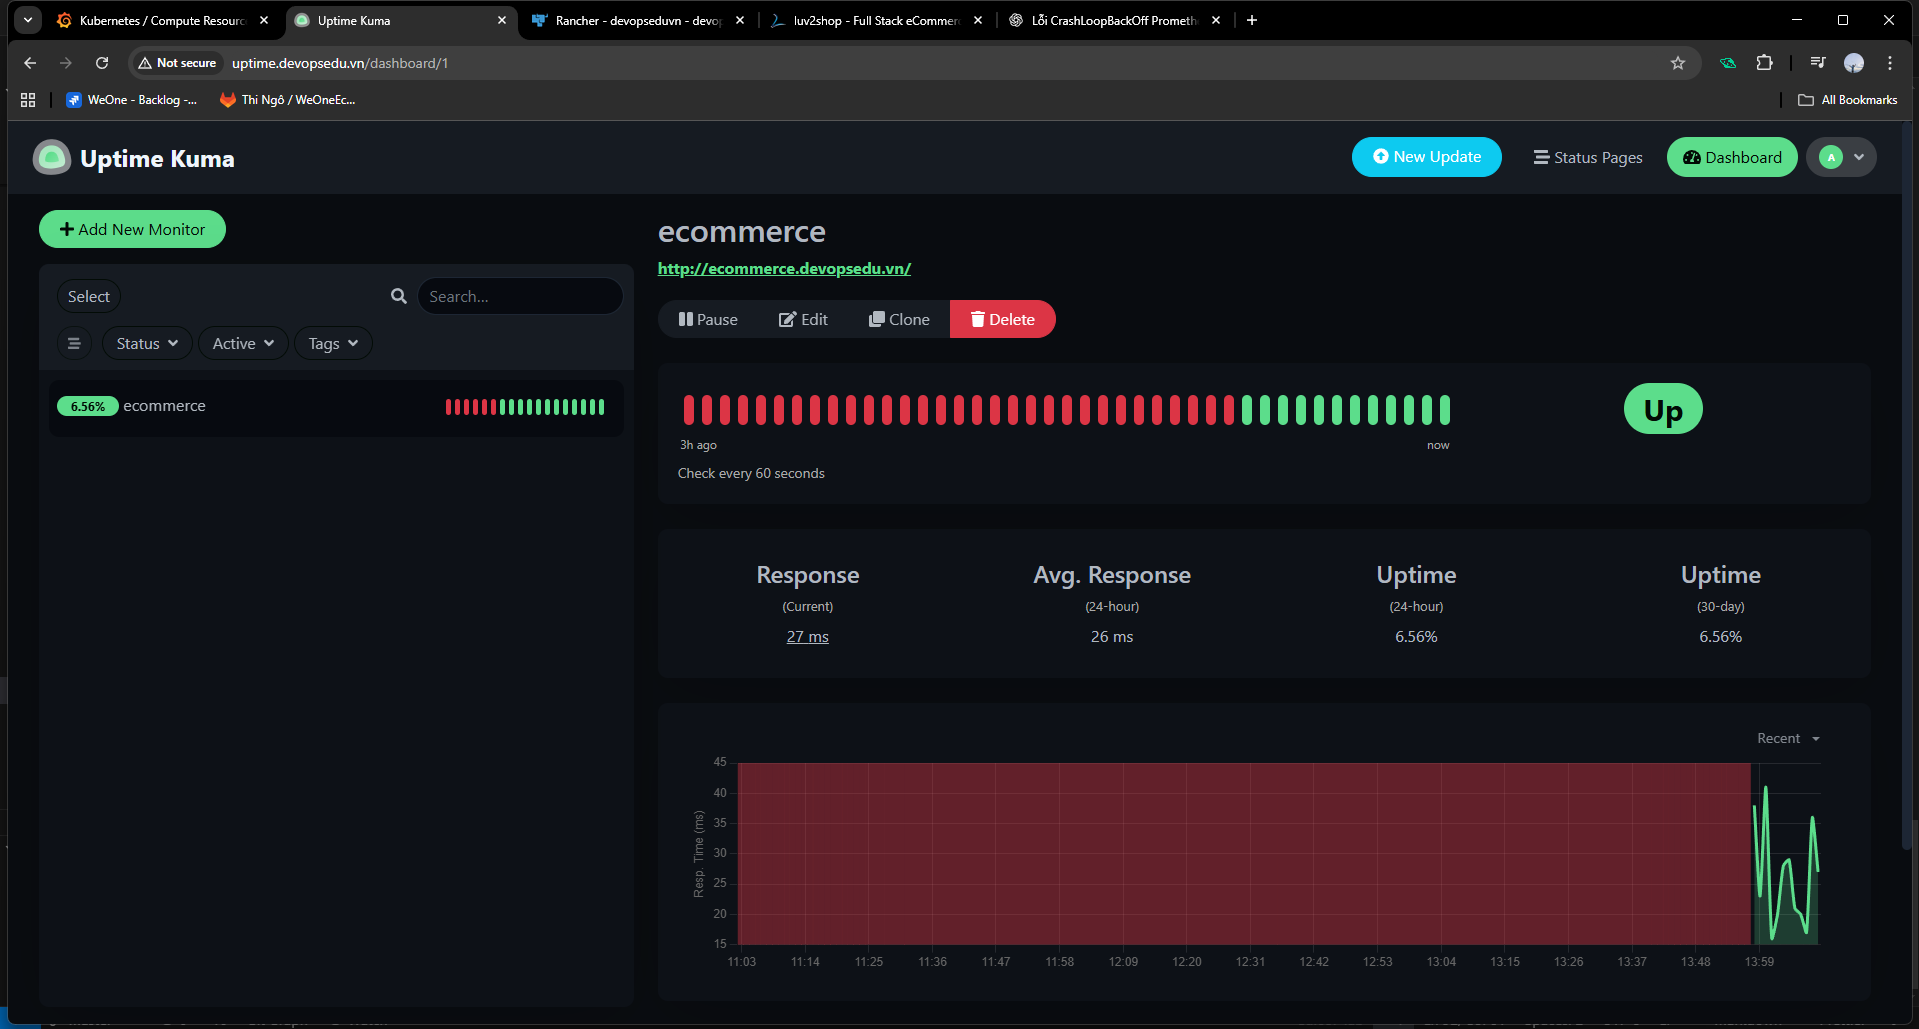 Kubernetes / Compute Resourc
Uptime Kuma
Rancher - devopseduvn - devop
luv2shop - Full Stack eCommer
Lỗi CrashLoopBackOff Prometh
Not secure
uptime.devopsedu.vn/dashboard/1
WeOne - Backlog -...
Thi Ngô / WeOneEc...
All Bookmarks
Uptime Kuma
New Update
Status Pages
Dashboard
A
Add New Monitor
Select
Search...
Status
Active
Tags
6.56%
ecommerce
ecommerce
http://ecommerce.devopsedu.vn/
Pause
Edit
Clone
Delete
3h ago
now
Check every 60 seconds
Up
Response
(Current)
27 ms
Avg. Response
(24-hour)
26 ms
Uptime
(24-hour)
6.56%
Uptime
(30-day)
6.56%
Recent
Resp. Time (ms)
45
40
35
30
25
20
15
11:03 11:14 11:25 11:36 11:47 11:58 12:09 12:20 12:31 12:42 12:53 13:04 13:15 13:26 13:37 13:48 13:59